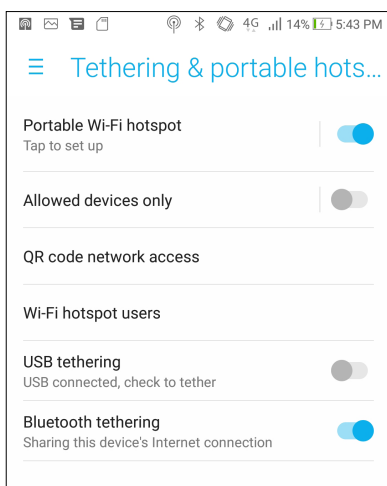 4G 14% 5:43 PM
Tethering & portable hots...
Portable Wi-Fi hotspot
Tap to set up
Allowed devices only
QR code network access
Wi-Fi hotspot users
USB tethering
USB connected, check to tether
Bluetooth tethering
Sharing this device's Internet connection